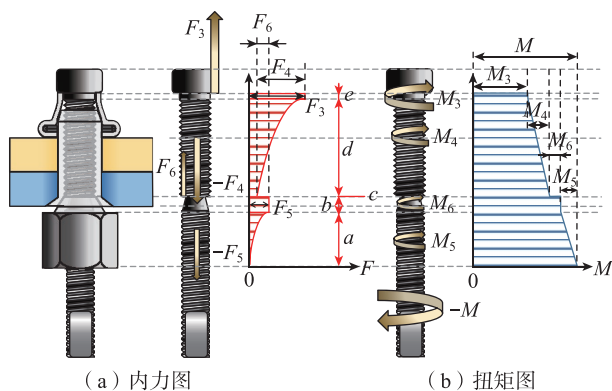 F₃
F₆
F₄
F₃
e
d
c
b
a
F₆
−F₄
F₅
−F₅
0
F
M
M₃
M₃
M₄
M₄
M₆
M₆
M₅
M₅
−M
0
M
（a）内力图
（b）扭矩图